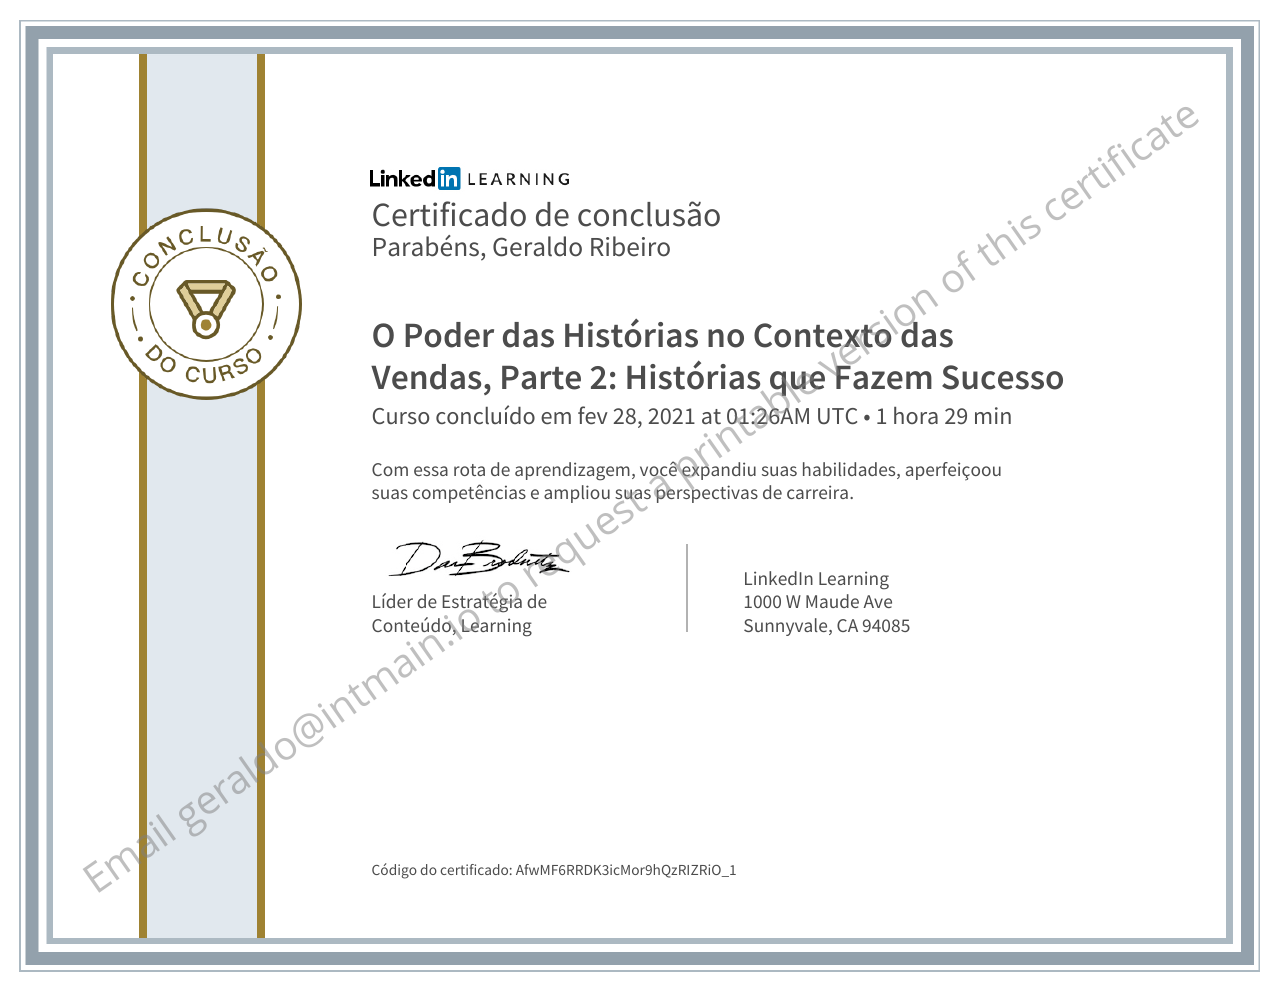 LinkedIn LEARNING
Certificado de conclusão
Parabéns, Geraldo Ribeiro
CONCLUSÃO
DO CURSO
O Poder das Histórias no Contexto das
Vendas, Parte 2: Histórias que Fazem Sucesso
Curso concluído em fev 28, 2021 at 01:26AM UTC • 1 hora 29 min
Com essa rota de aprendizagem, você expandiu suas habilidades, aperfeiçoou
suas competências e ampliou suas perspectivas de carreira.
Líder de Estratégia de
Conteúdo, Learning
LinkedIn Learning
1000 W Maude Ave
Sunnyvale, CA 94085
Código do certificado: AfwMF6RRDK3icMor9hQzRIZRiO_1
Email geraldo@intmain.io to request a printable version of this certificate